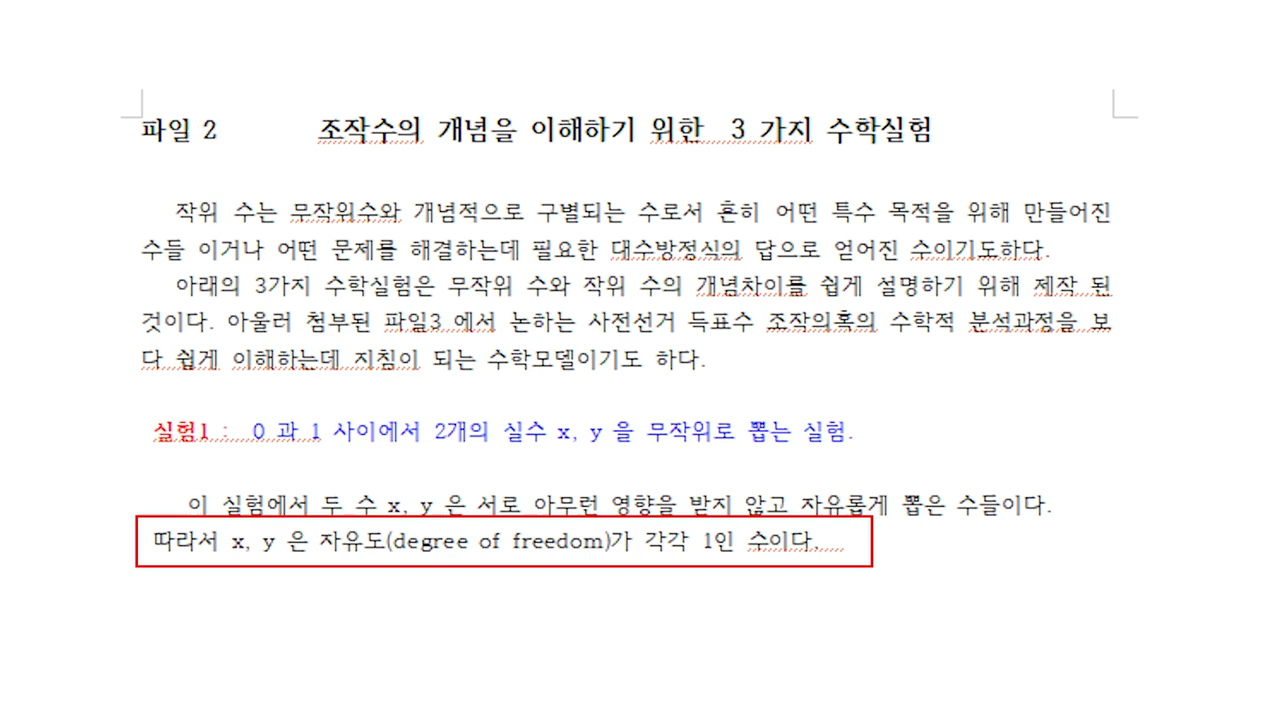 파일 2 조작수의 개념을 이해하기 위한 3 가지 수학실험
작위 수는 무작위수와 개념적으로 구별되는 수로서 흔히 어떤 특수 목적을 위해 만들어진
수들 이거나 어떤 문제를 해결하는데 필요한 대수방정식의 답으로 얻어진 수이기도하다.
아래의 3가지 수학실험은 무작위 수와 작위 수의 개념차이를 쉽게 설명하기 위해 제작 된
것이다. 아울러 첨부된 파일3 에서 논하는 사전선거 득표수 조작의혹의 수학적 분석과정을 보
다 쉽게 이해하는데 지침이 되는 수학모델이기도 하다.
실험1 : 0 과 1 사이에서 2개의 실수 x, y 을 무작위로 뽑는 실험.
이 실험에서 두 수 x, y 은 서로 아무런 영향을 받지 않고 자유롭게 뽑은 수들이다.
따라서 x, y 은 자유도(degree of freedom)가 각각 1인 수이다.